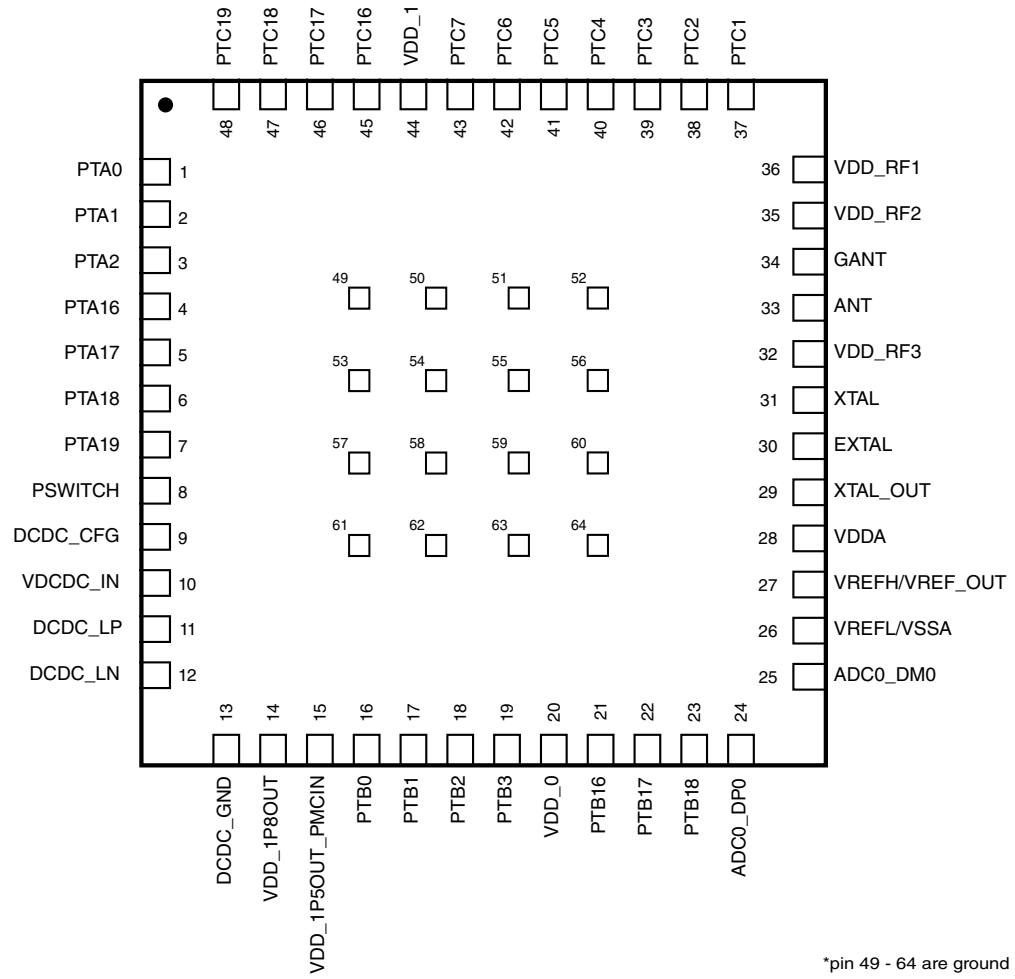 PTC19
PTC18
PTC17
PTC16
VDD_1
PTC7
PTC6
PTC5
PTC4
PTC3
PTC2
PTC1
48
47
46
45
44
43
42
41
40
39
38
37
PTA0 1
PTA1 2
PTA2 3
PTA16 4
PTA17 5
PTA18 6
PTA19 7
PSWITCH 8
DCDC_CFG 9
VDCDC_IN 10
DCDC_LP 11
DCDC_LN 12
49 50 51 52
53 54 55 56
57 58 59 60
61 62 63 64
36 VDD_RF1
35 VDD_RF2
34 GANT
33 ANT
32 VDD_RF3
31 XTAL
30 EXTAL
29 XTAL_OUT
28 VDDA
27 VREFH/VREF_OUT
26 VREFL/VSSA
25 ADC0_DM0
13
14
15
16
17
18
19
20
21
22
23
24
DCDC_GND
VDD_1P8OUT
VDD_1P5OUT_PMCIN
PTB0
PTB1
PTB2
PTB3
VDD_0
PTB16
PTB17
PTB18
ADC0_DP0
*pin 49 - 64 are ground